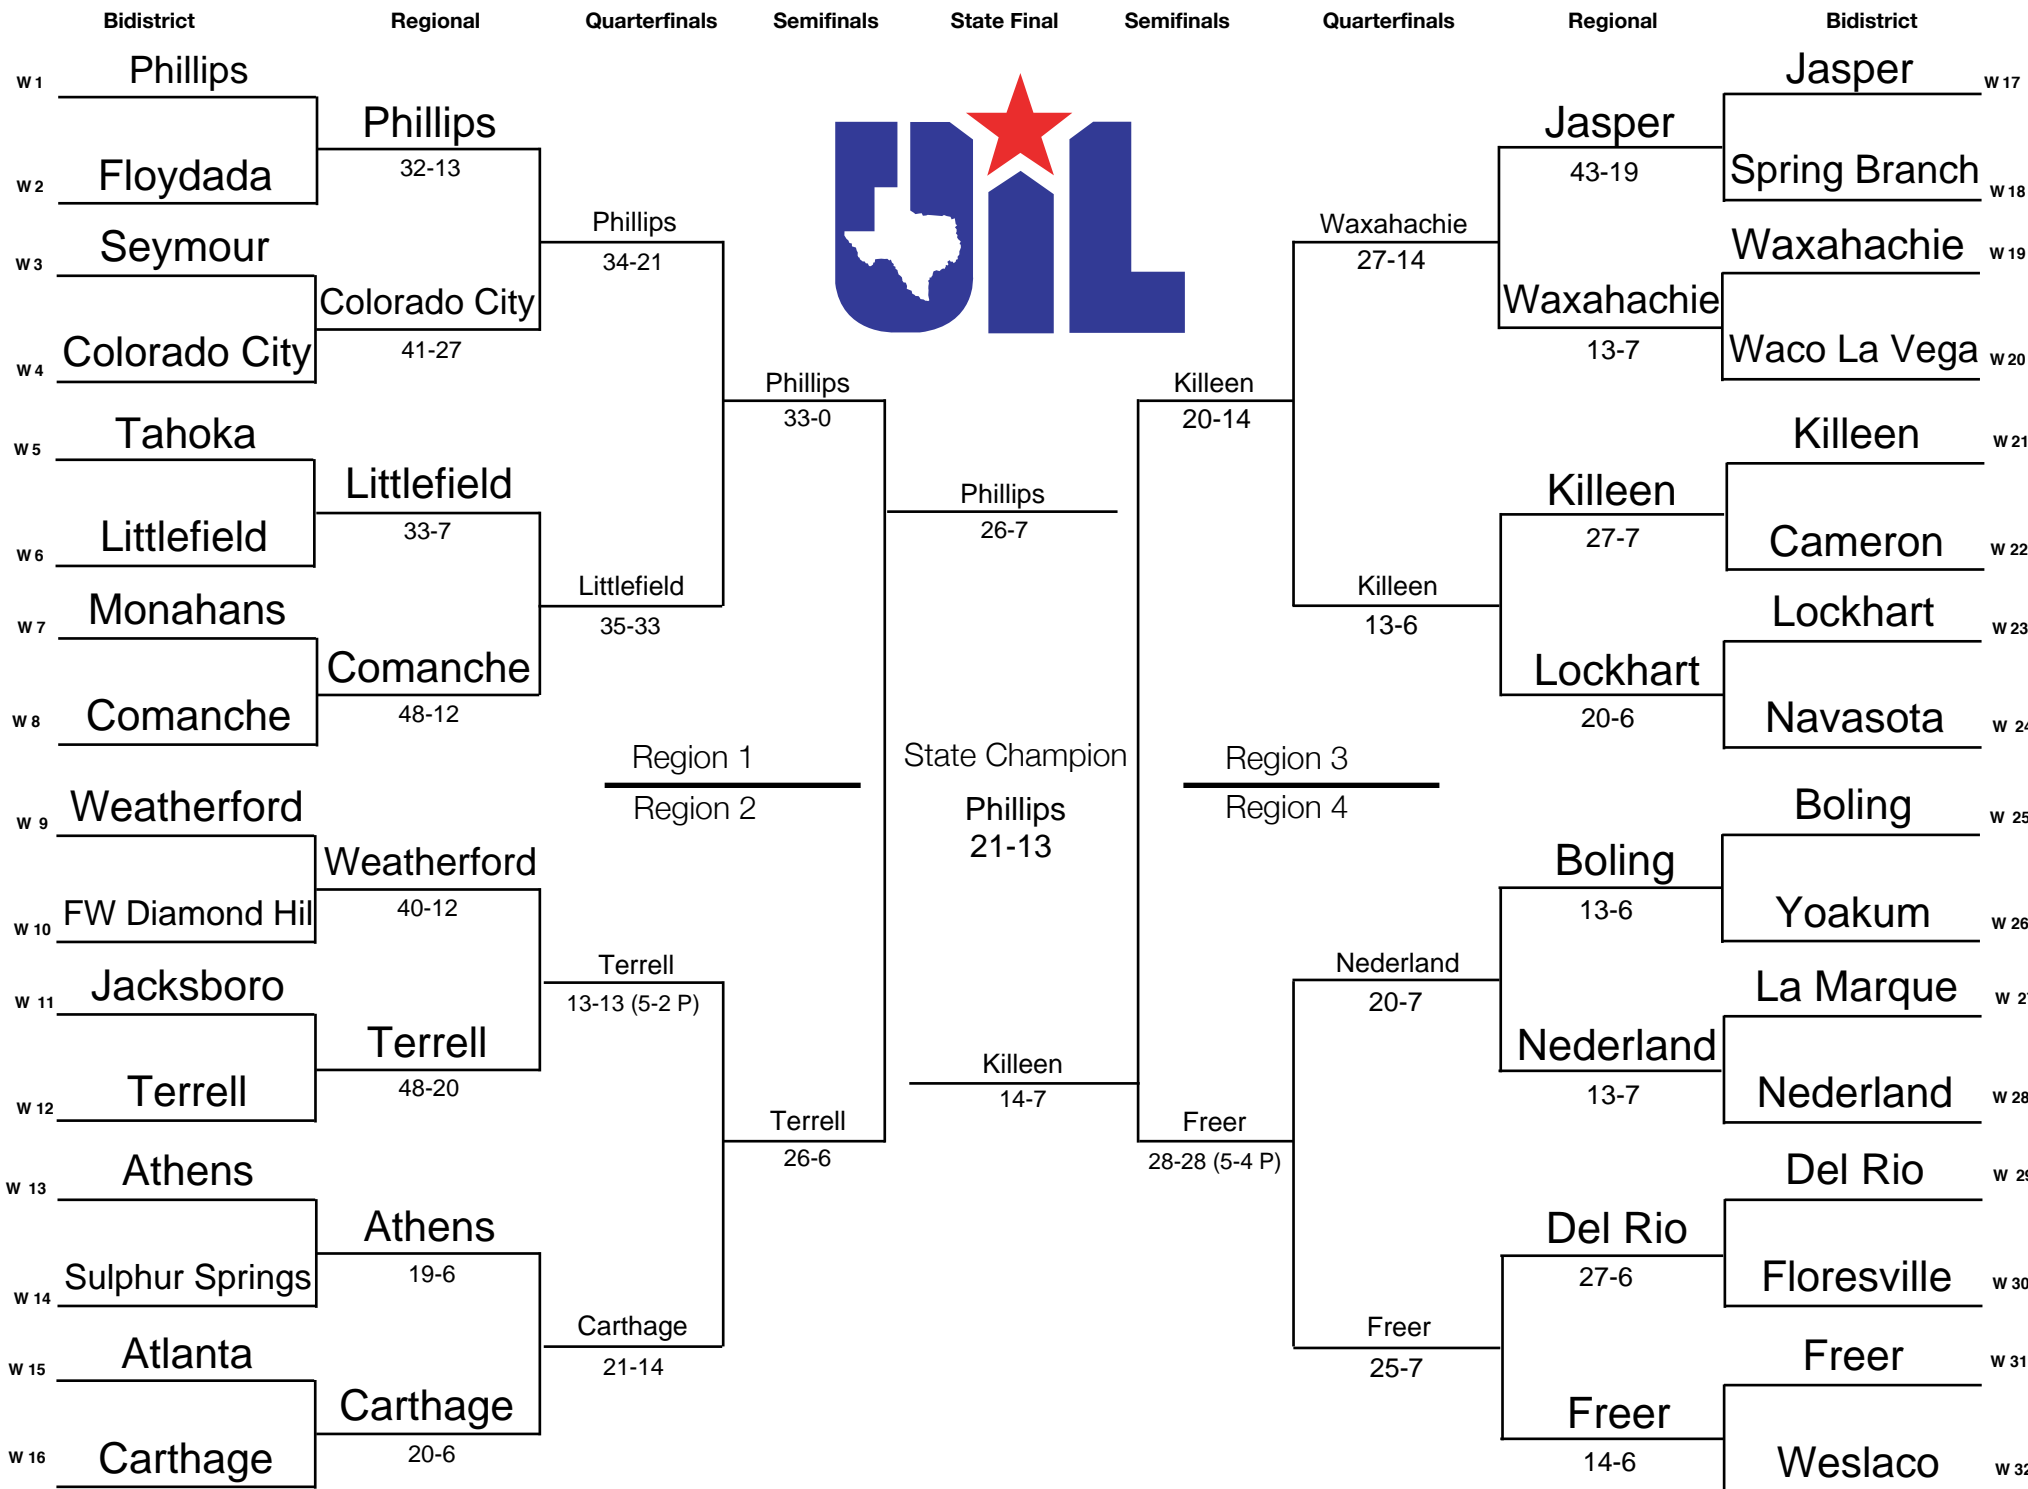 Bidistrict Regional Quarterfinals Semifinals State Final Semifinals Quarterfinals Regional Bidistrict
W 1 Phillips
W 2 Floydada
W 3 Seymour
W 4 Colorado City
W 5 Tahoka
W 6 Littlefield
W 7 Monahans
W 8 Comanche
W 9 Weatherford
W 10 FW Diamond Hil
W 11 Jacksboro
W 12 Terrell
W 13 Athens
W 14 Sulphur Springs
W 15 Atlanta
W 16 Carthage
Phillips
32-13
Colorado City
41-27
Littlefield
33-7
Comanche
48-12
Weatherford
40-12
Terrell
48-20
Athens
19-6
Carthage
20-6
Phillips
34-21
Littlefield
35-33
Region 1
Region 2
Terrell
13-13 (5-2 P)
Carthage
21-14
Phillips
33-0
Terrell
26-6
UIL
Phillips
26-7
State Champion
Phillips
21-13
Killeen
14-7
Killeen
20-14
Freer
28-28 (5-4 P)
Waxahachie
27-14
Killeen
13-6
Region 3
Region 4
Nederland
20-7
Freer
25-7
Jasper
43-19
Waxahachie
13-7
Killeen
27-7
Lockhart
20-6
Boling
13-6
Nederland
13-7
Del Rio
27-6
Freer
14-6
Jasper W 17
Spring Branch W 18
Waxahachie W 19
Waco La Vega W 20
Killeen W 21
Cameron W 22
Lockhart W 23
Navasota W 24
Boling W 25
Yoakum W 26
La Marque W 27
Nederland W 28
Del Rio W 29
Floresville W 30
Freer W 31
Weslaco W 32